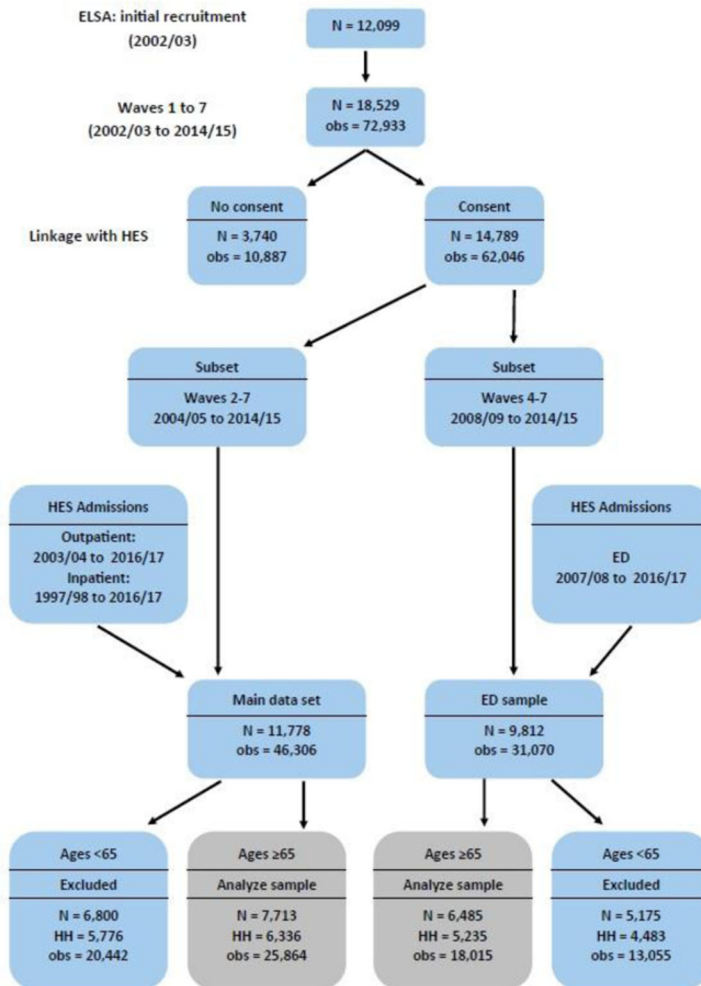 ELSA: initial recruitment
(2002/03)
N = 12,099
Waves 1 to 7
(2002/03 to 2014/15)
N = 18,529
obs = 72,933
Linkage with HES
No consent
N = 3,740
obs = 10,887
Consent
N = 14,789
obs = 62,046
Subset
Waves 2-7
2004/05 to 2014/15
Subset
Waves 4-7
2008/09 to 2014/15
HES Admissions
Outpatient:
2003/04 to 2016/17
Inpatient:
1997/98 to 2016/17
HES Admissions
ED
2007/08 to 2016/17
Main data set
N = 11,778
obs = 46,306
ED sample
N = 9,812
obs = 31,070
Ages <65
Excluded
N = 6,800
HH = 5,776
obs = 20,442
Ages ≥65
Analyze sample
N = 7,713
HH = 6,336
obs = 25,864
Ages ≥65
Analyze sample
N = 6,485
HH = 5,235
obs = 18,015
Ages <65
Excluded
N = 5,175
HH = 4,483
obs = 13,055